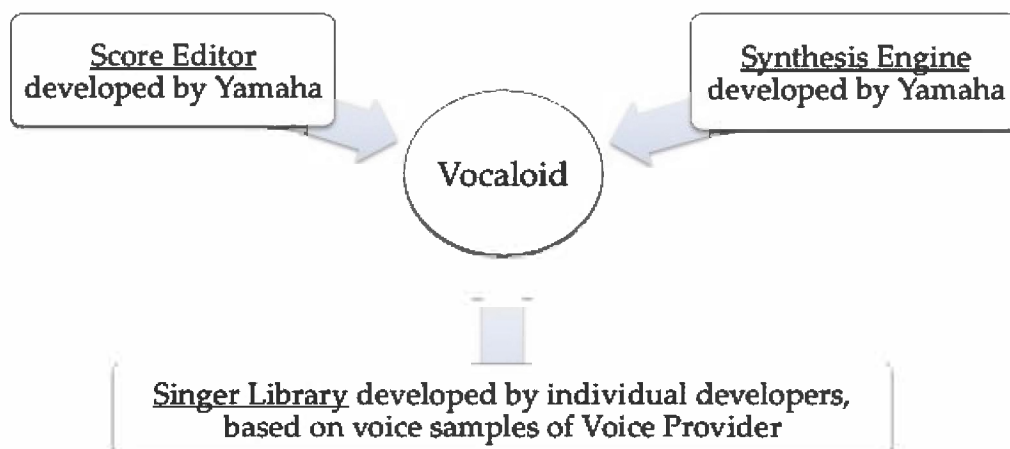 Score Editor
developed by Yamaha
Synthesis Engine
developed by Yamaha
Vocaloid
Singer Library developed by individual developers,
based on voice samples of Voice Provider